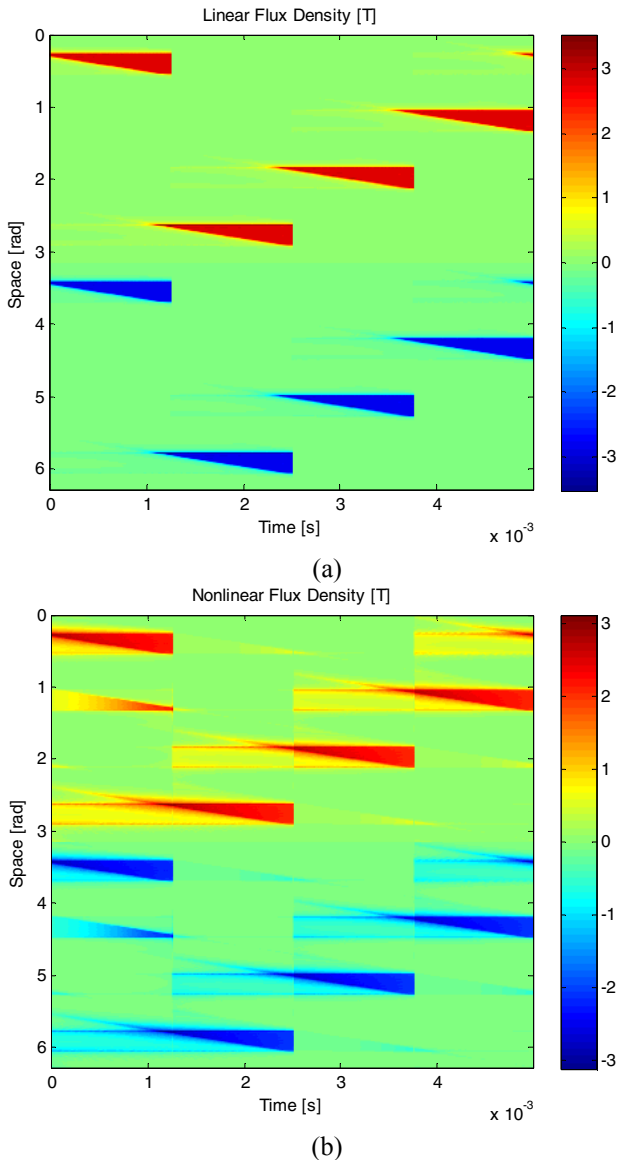 Linear Flux Density [T]
0
1
2
3
4
5
6
Space [rad]
0 1 2 3 4
Time [s]
x 10⁻³
3
2
1
0
-1
-2
-3
(a)
Nonlinear Flux Density [T]
0
1
2
3
4
5
6
Space [rad]
0 1 2 3 4
Time [s]
x 10⁻³
3
2
1
0
-1
-2
-3
(b)